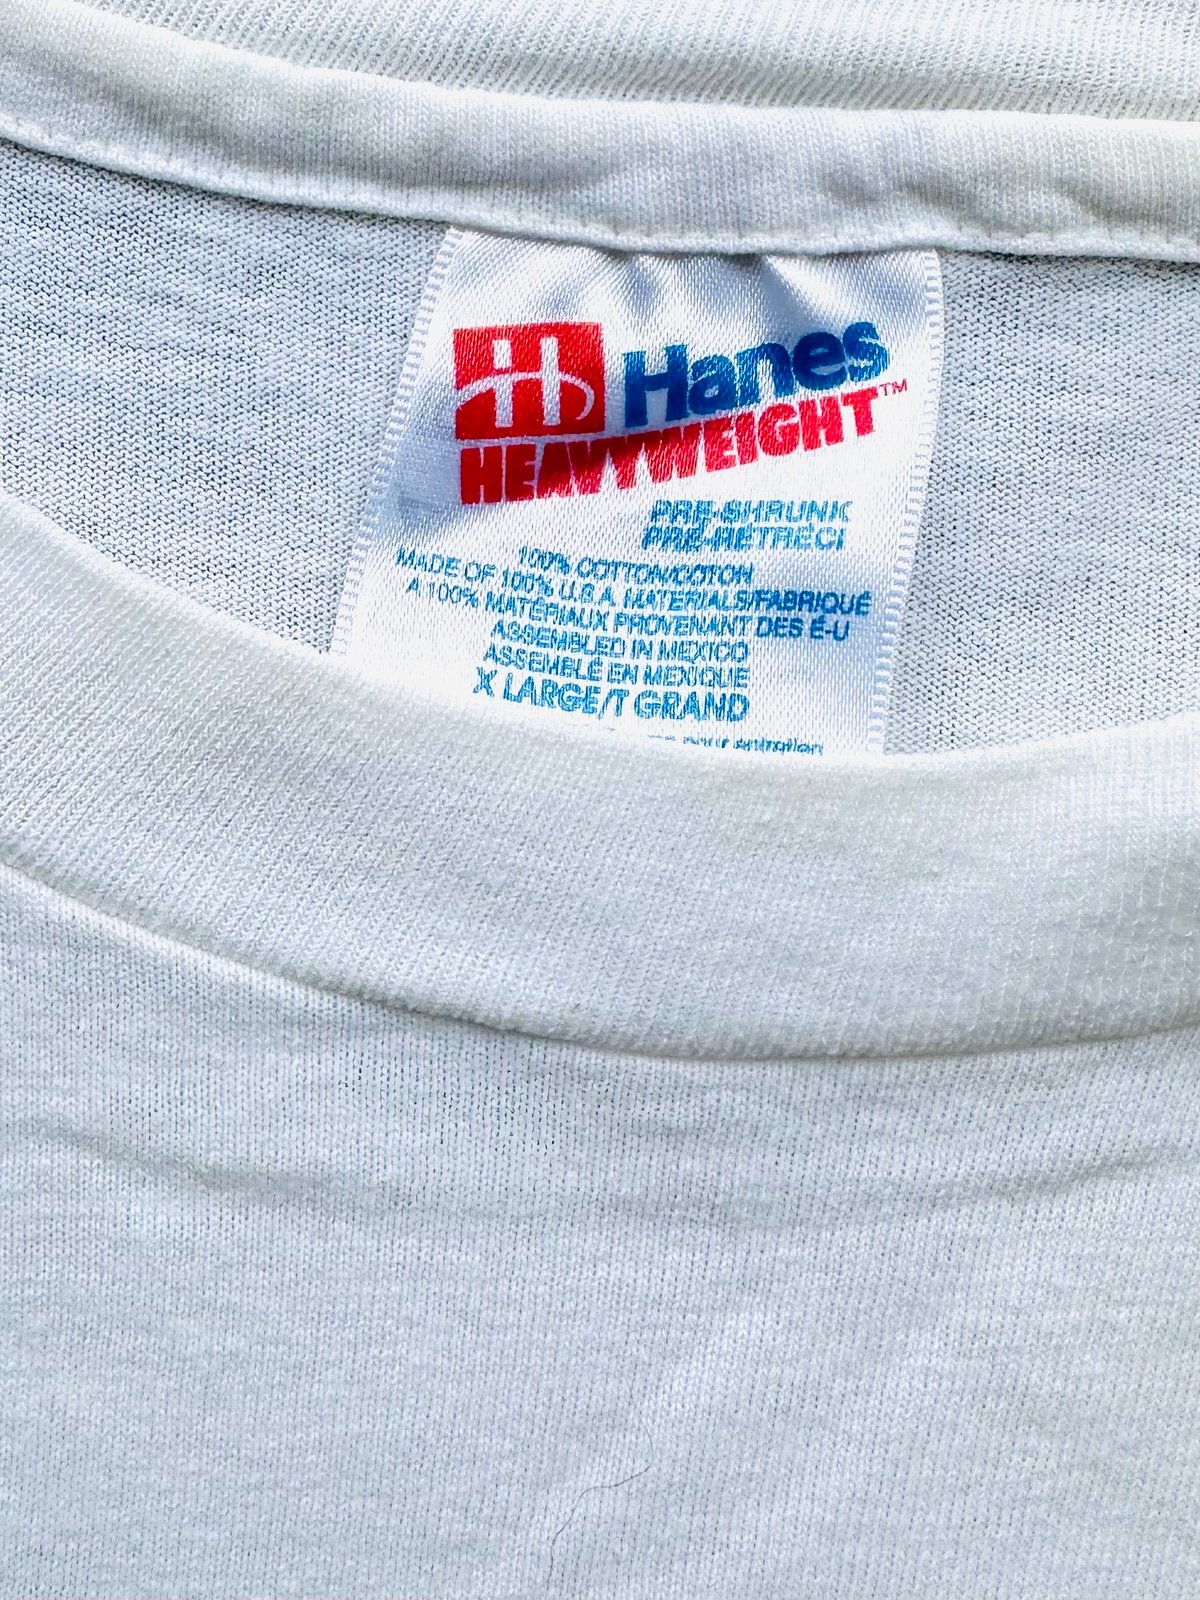 Hanes
HEAVYWEIGHT™
PRE-SHRUNK
PRÉ-RÉTRÉCI
100% COTTON/COTON
MADE OF 100% U.S.A. MATERIALS/FABRIQUÉ
A 100% MATÉRIAUX PROVENANT DES É-U
ASSEMBLED IN MEXICO
ASSEMBLÉ EN MEXIQUE
X LARGE/T GRAND
pour